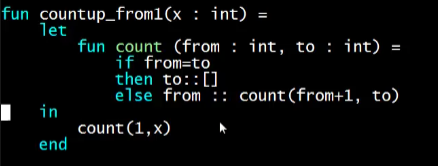 fun countup_from1(x : int) =
    let
        fun count (from : int, to : int) =
            if from=to
            then to::[]
            else from :: count(from+1, to)
    in
        count(1,x)
    end